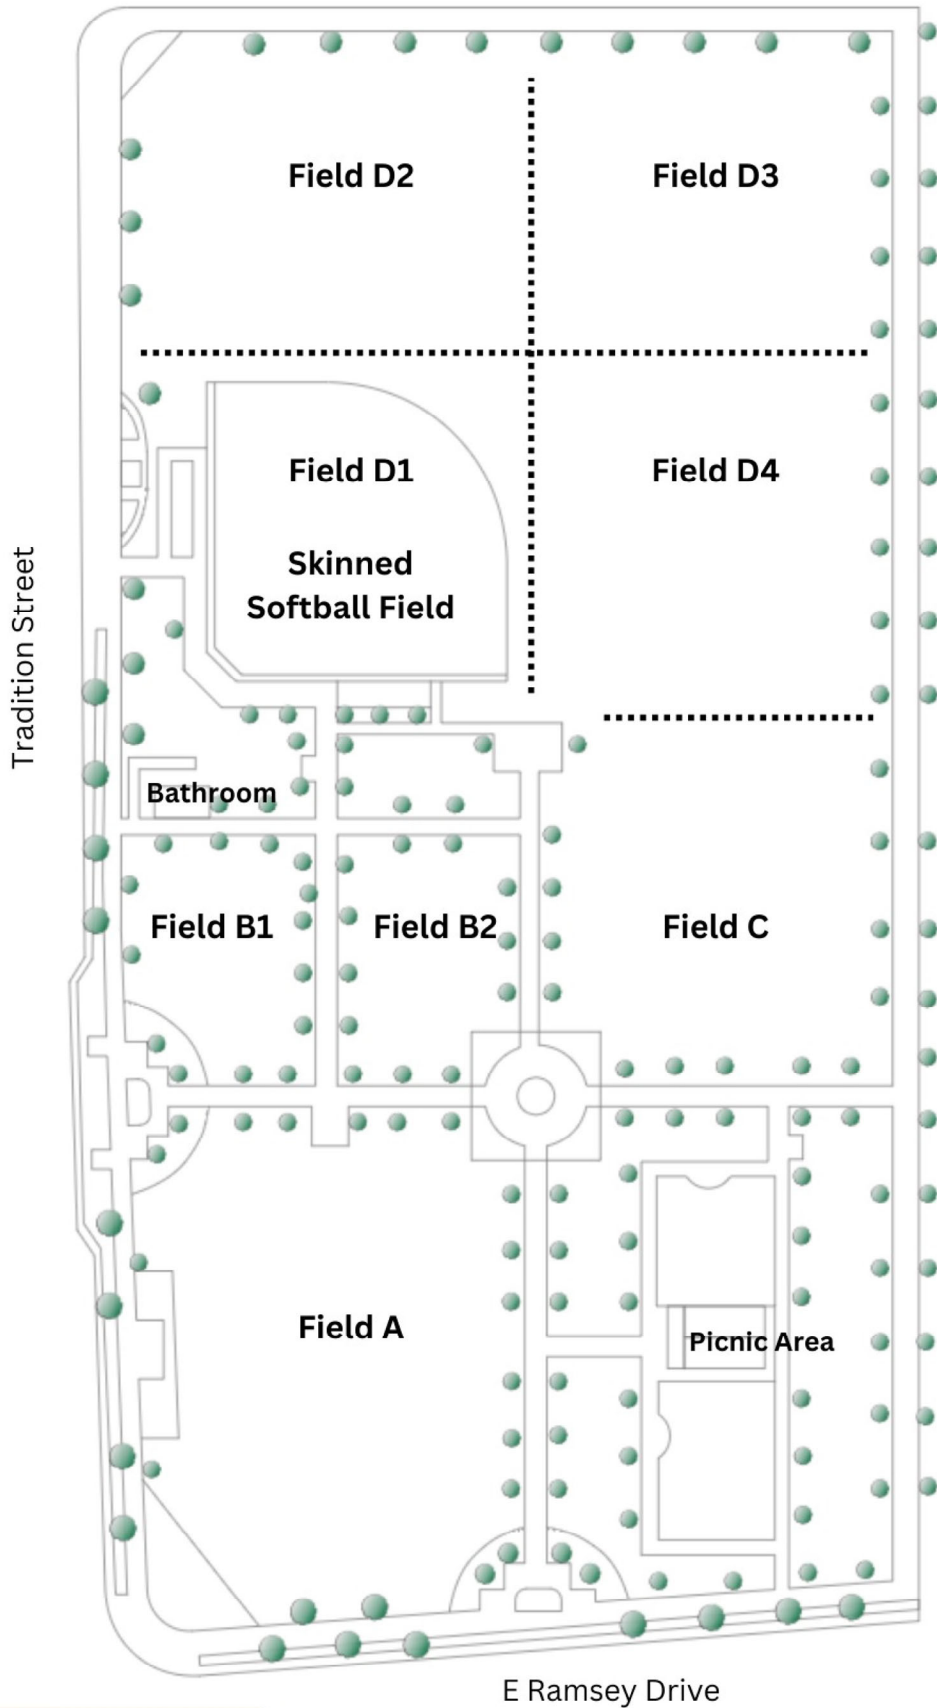 Field D2
Field D3
Field D1
Field D4
Skinned
Softball Field
Tradition Street
Bathroom
Field B1
Field B2
Field C
Field A
Picnic Area
E Ramsey Drive